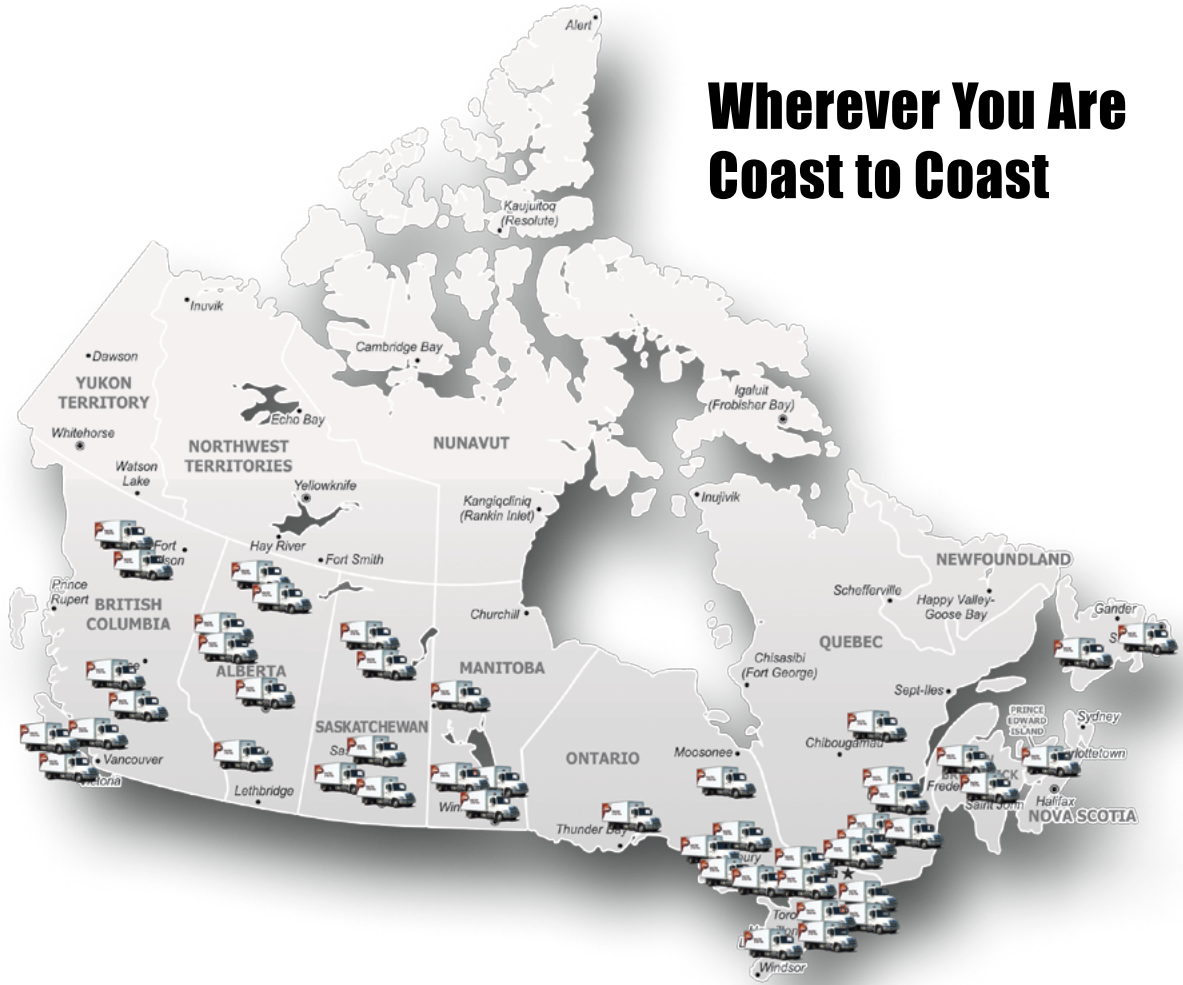 Alert
Wherever You Are
Coast to Coast
Kaujuitoq
(Resolute)
Inuvik
Cambridge Bay
Dawson
YUKON
TERRITORY
Igaluit
(Frobisher Bay)
Echo Bay
Whitehorse
NORTHWEST
TERRITORIES
NUNAVUT
Watson
Lake
Yellowknife
Kangiqcliniq
(Rankin Inlet)
Inujivik
Fort
Hay River
Fort Smith
NEWFOUNDLAND
Prince
Rupert
BRITISH
COLUMBIA
Schefferville
Happy Valley-
Goose Bay
Churchill
Gander
QUEBEC
ALBERTA
MANITOBA
Chisasibi
(Fort George)
Sept-Iles
PRINCE
EDWARD
ISLAND
Sydney
SASKATCHEWAN
Vancouver
ONTARIO
Moosonee
Chibougamau
Lethbridge
Saint John
Halifax
NOVA SCOTIA
Thunder Bay
Windsor